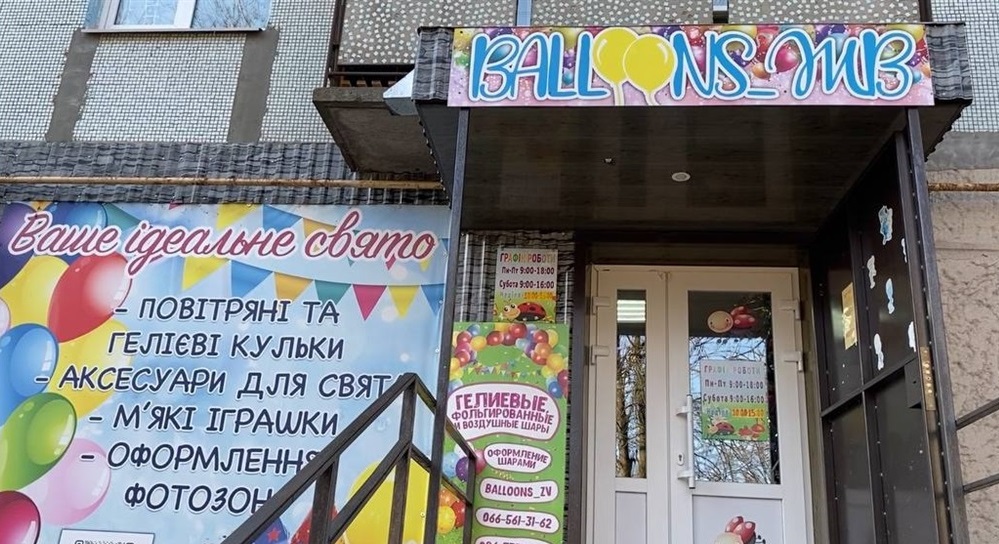 BALLOONS_ЖВ
Ваше ідеальне свято
- ПОВІТРЯНІ ТА
ГЕЛІЄВІ КУЛЬКИ
- АКСЕСУАРИ ДЛЯ СВЯТ
- М'ЯКІ ІГРАШКИ
- ОФОРМЛЕННЯ
ФОТОЗОН
ГРАФІК РОБОТИ
Пн-Пт 9:00-18:00
Субота 9:00-16:00
ГЕЛИЕВЫЕ,
ФОЛЬГИРОВАННЫЕ
И ВОЗДУШНЫЕ ШАРЫ
ОФОРМЛЕНИЕ
ШАРАМИ
BALLOONS_ZV
066-561-31-62
ГРАФІК РОБОТИ
Пн-Пт 9:00-18:00
Субота 9:00-16:00